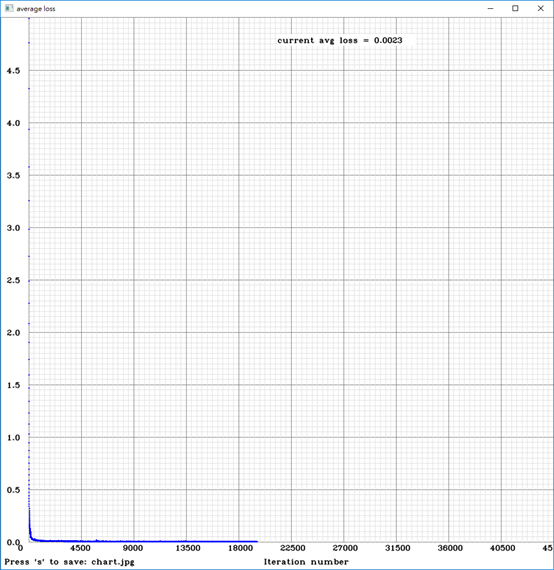 average loss
current avg loss = 0.0023
4.5
4.0
3.5
3.0
2.5
2.0
1.5
1.0
0.5
0.0
0 4500 9000 13500 18000 22500 27000 31500 36000 40500 45
Press 's' to save: chart.jpg Iteration number